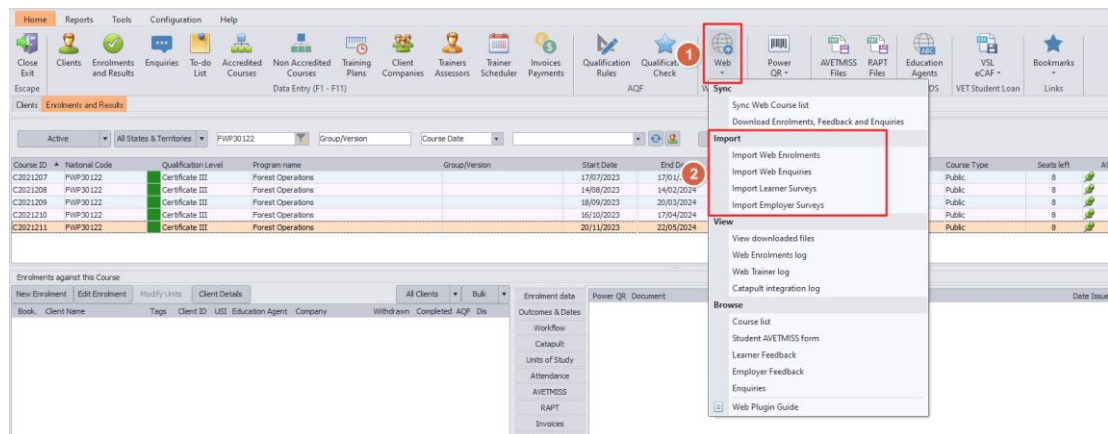 Home Reports Tools Configuration Help
Close Exit
Clients
Enrolments and Results
Enquiries
To-do List
Accredited Courses
Non Accredited Courses
Training Plans
Client Companies
Trainers Assessors
Trainer Scheduler
Invoices Payments
Qualification Rules
Qualification Check
1
Web
Power QR
AVETMISS Files
RAPT Files
Education Agents
VSL eCAF
Bookmarks
Escape Data Entry (F1 - F11) AQF VET Student Loan Links
Clients Enrolments and Results
Active All States & Territories FWP30122 Group/Version Course Date
Course ID National Code Qualification Level Program name Group/Version Start Date Course Type Seats left
C2021207 FWP30122 Certificate III Forest Operations 17/07/2023 Public 8
C2021208 FWP30122 Certificate III Forest Operations 14/08/2023 14/02/2024 Public 8
C2021209 FWP30122 Certificate III Forest Operations 18/09/2023 20/03/2024 Public 8
C2021210 FWP30122 Certificate III Forest Operations 16/10/2023 17/04/2024 Public 8
C2021211 FWP30122 Certificate III Forest Operations 20/11/2023 22/05/2024 Public 8
Sync
Sync Web Course list
Download Enrolments, Feedback and Enquiries
2
Import
Import Web Enrolments
Import Web Enquiries
Import Learner Surveys
Import Employer Surveys
View
View downloaded files
Web Enrolments log
Web Trainer log
Catapult integration log
Browse
Course list
Student AVETMISS form
Learner Feedback
Employer Feedback
Enquiries
Web Plugin Guide
Enrolments against this Course
New Enrolment Edit Enrolment Modify Units Client Details All Clients Bulk
Book. Client Name Tags Client ID USI Education Agent Company Withdrawn Completed AQF Dis
Enrolment data
Outcomes & Dates
Workflow
Catapult
Units of Study
Attendance
AVETMISS
RAPT
Invoices
Power QR Document Date Issue